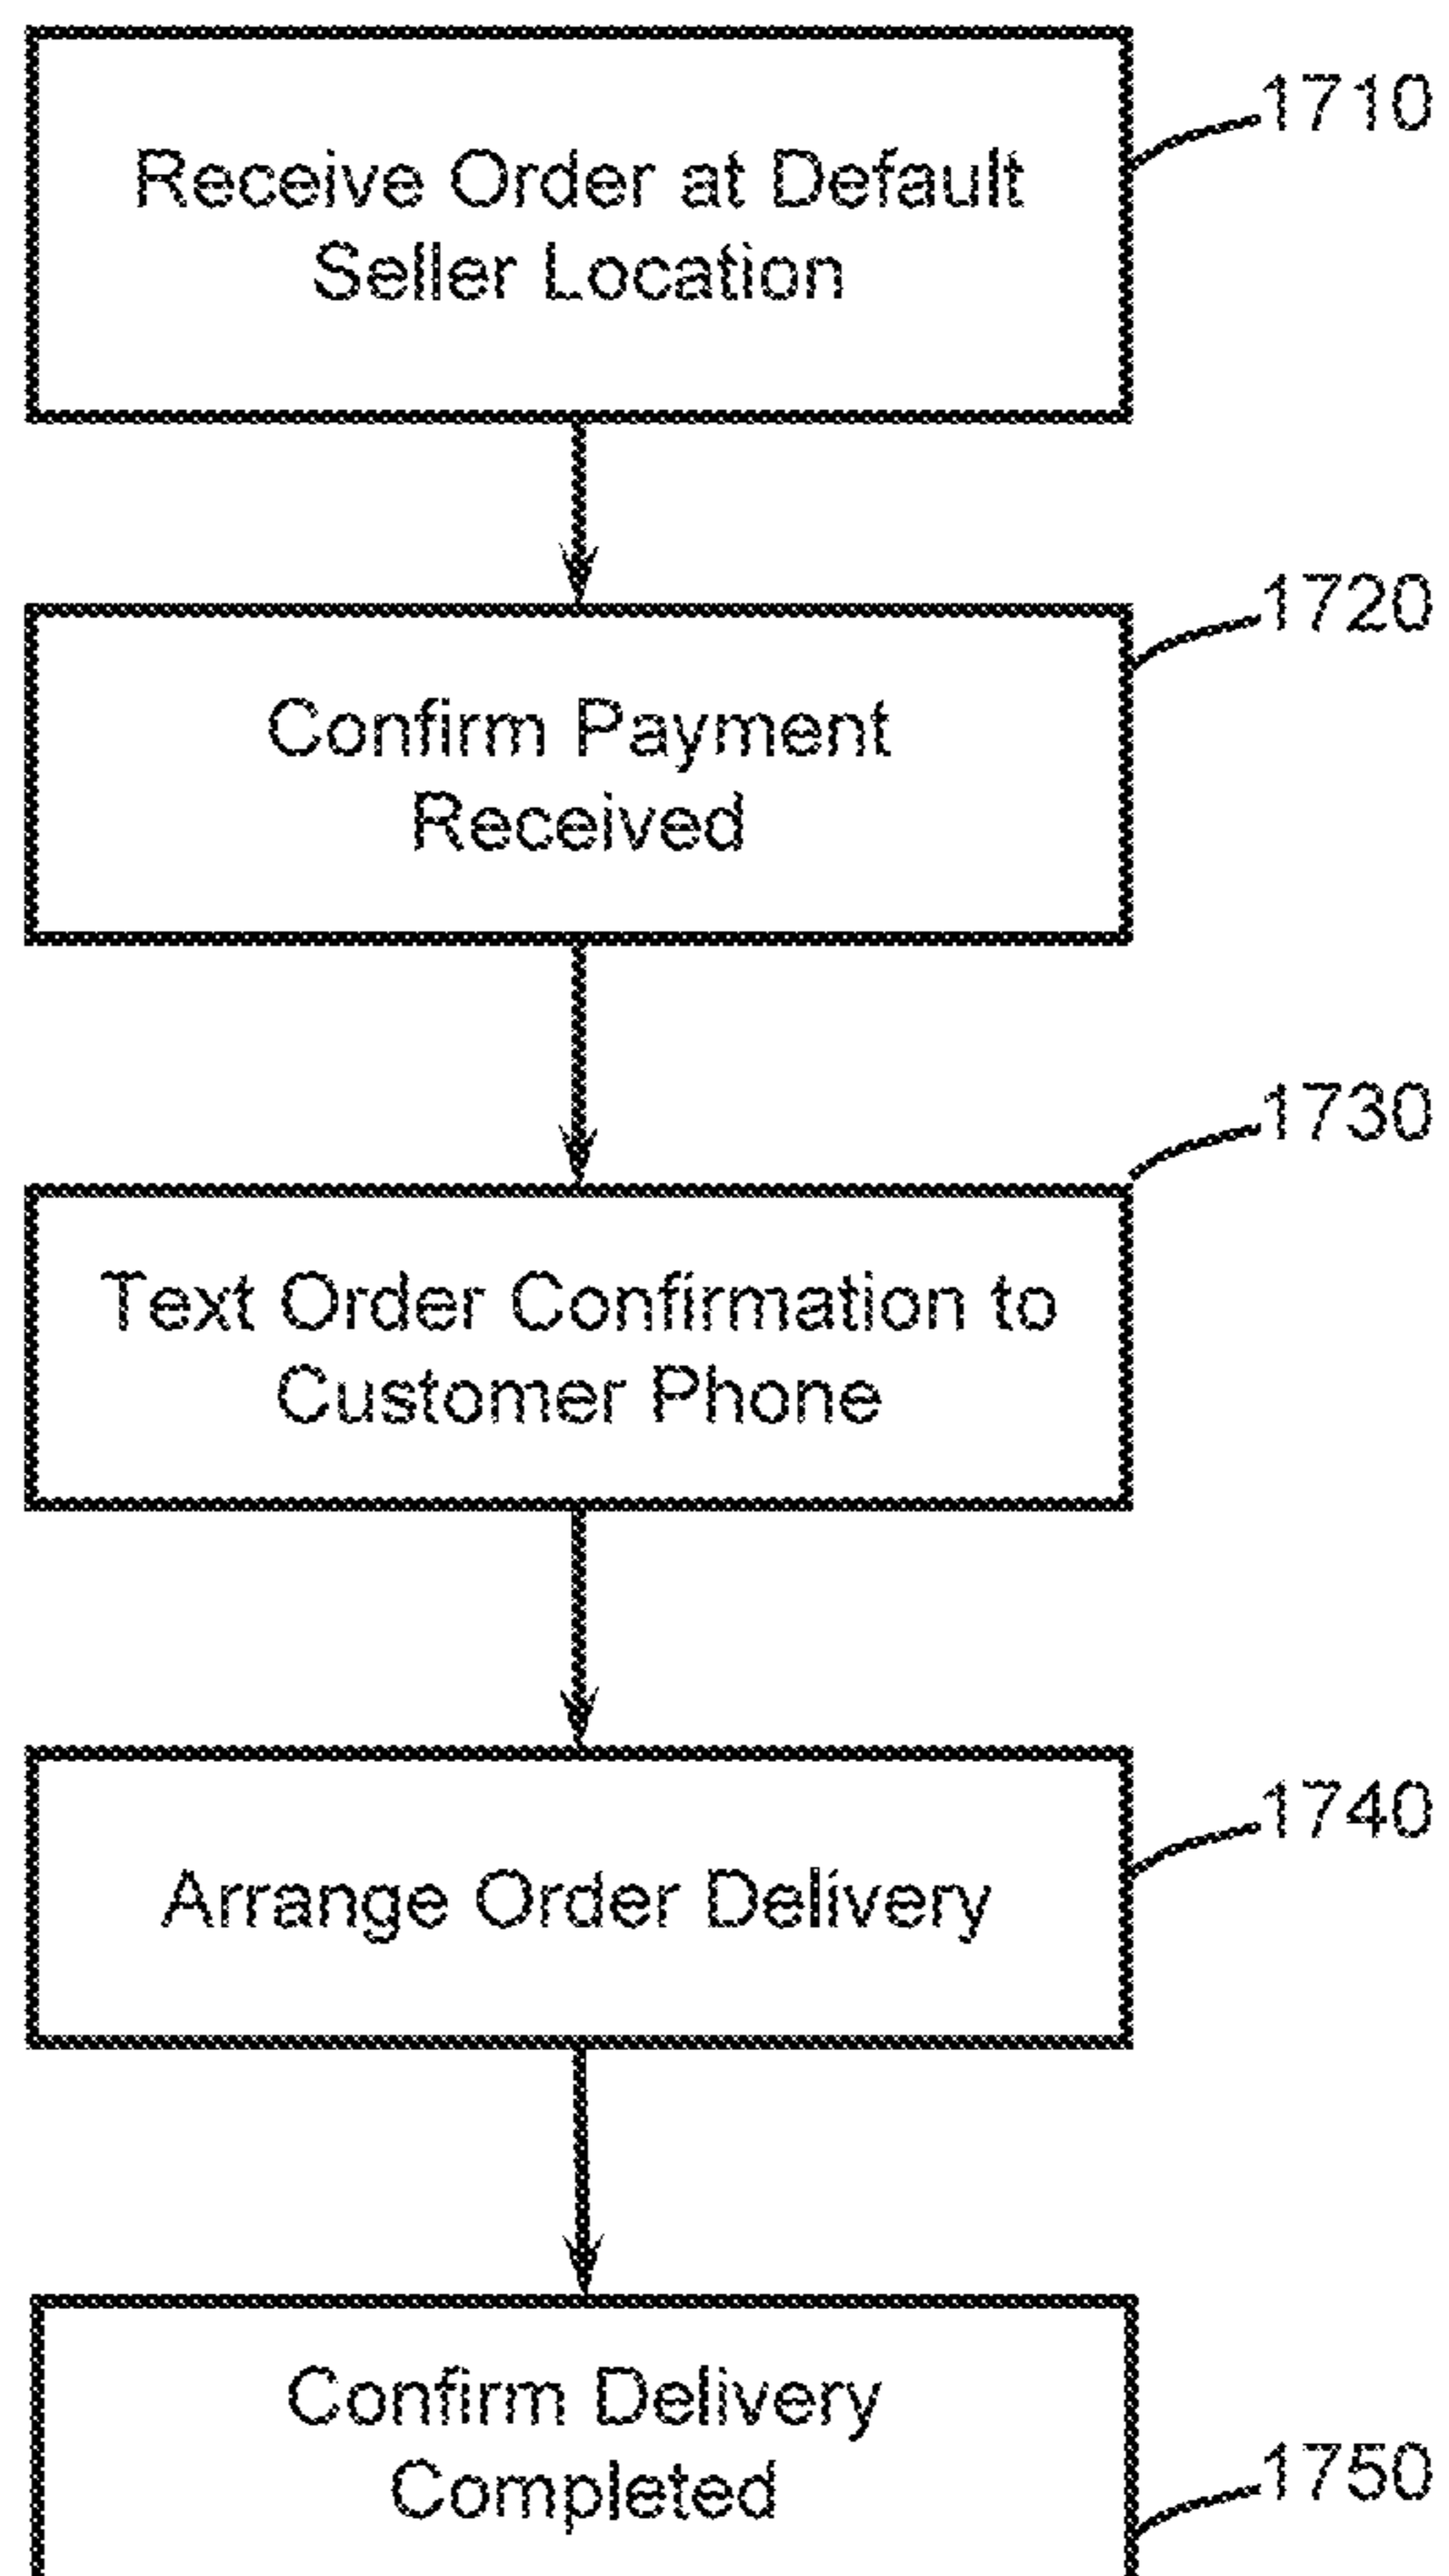 1710
Receive Order at Default
Seller Location
1720
Confirm Payment
Received
1730
Text Order Confirmation to
Customer Phone
1740
Arrange Order Delivery
Confirm Delivery
Completed
1750